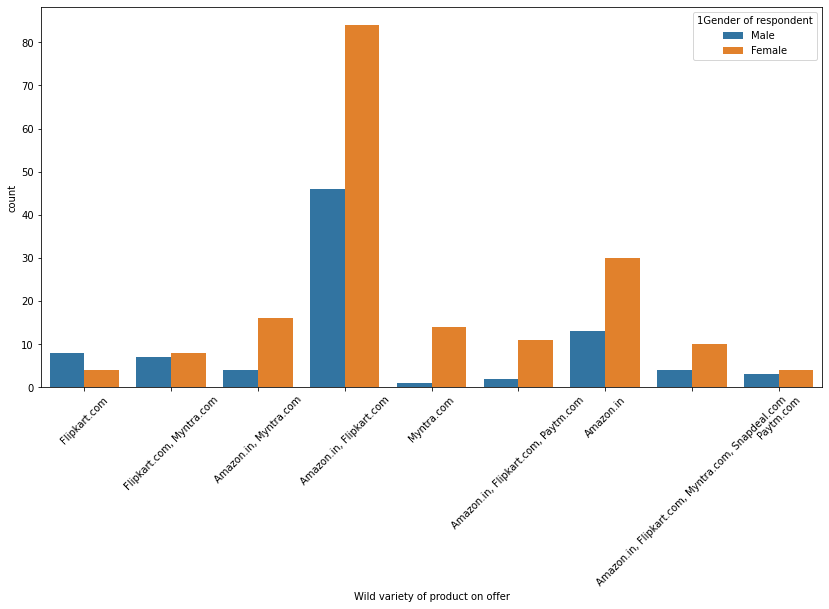 1Gender of respondent
Male
Female
80
70
60
50
40
30
20
10
0
count
Flipkart.com
Flipkart.com, Myntra.com
Amazon.in, Myntra.com
Amazon.in, Flipkart.com
Myntra.com
Amazon.in, Flipkart.com, Paytm.com
Amazon.in
Amazon.in, Flipkart.com, Myntra.com, Snapdeal.com
Paytm.com
Wild variety of product on offer